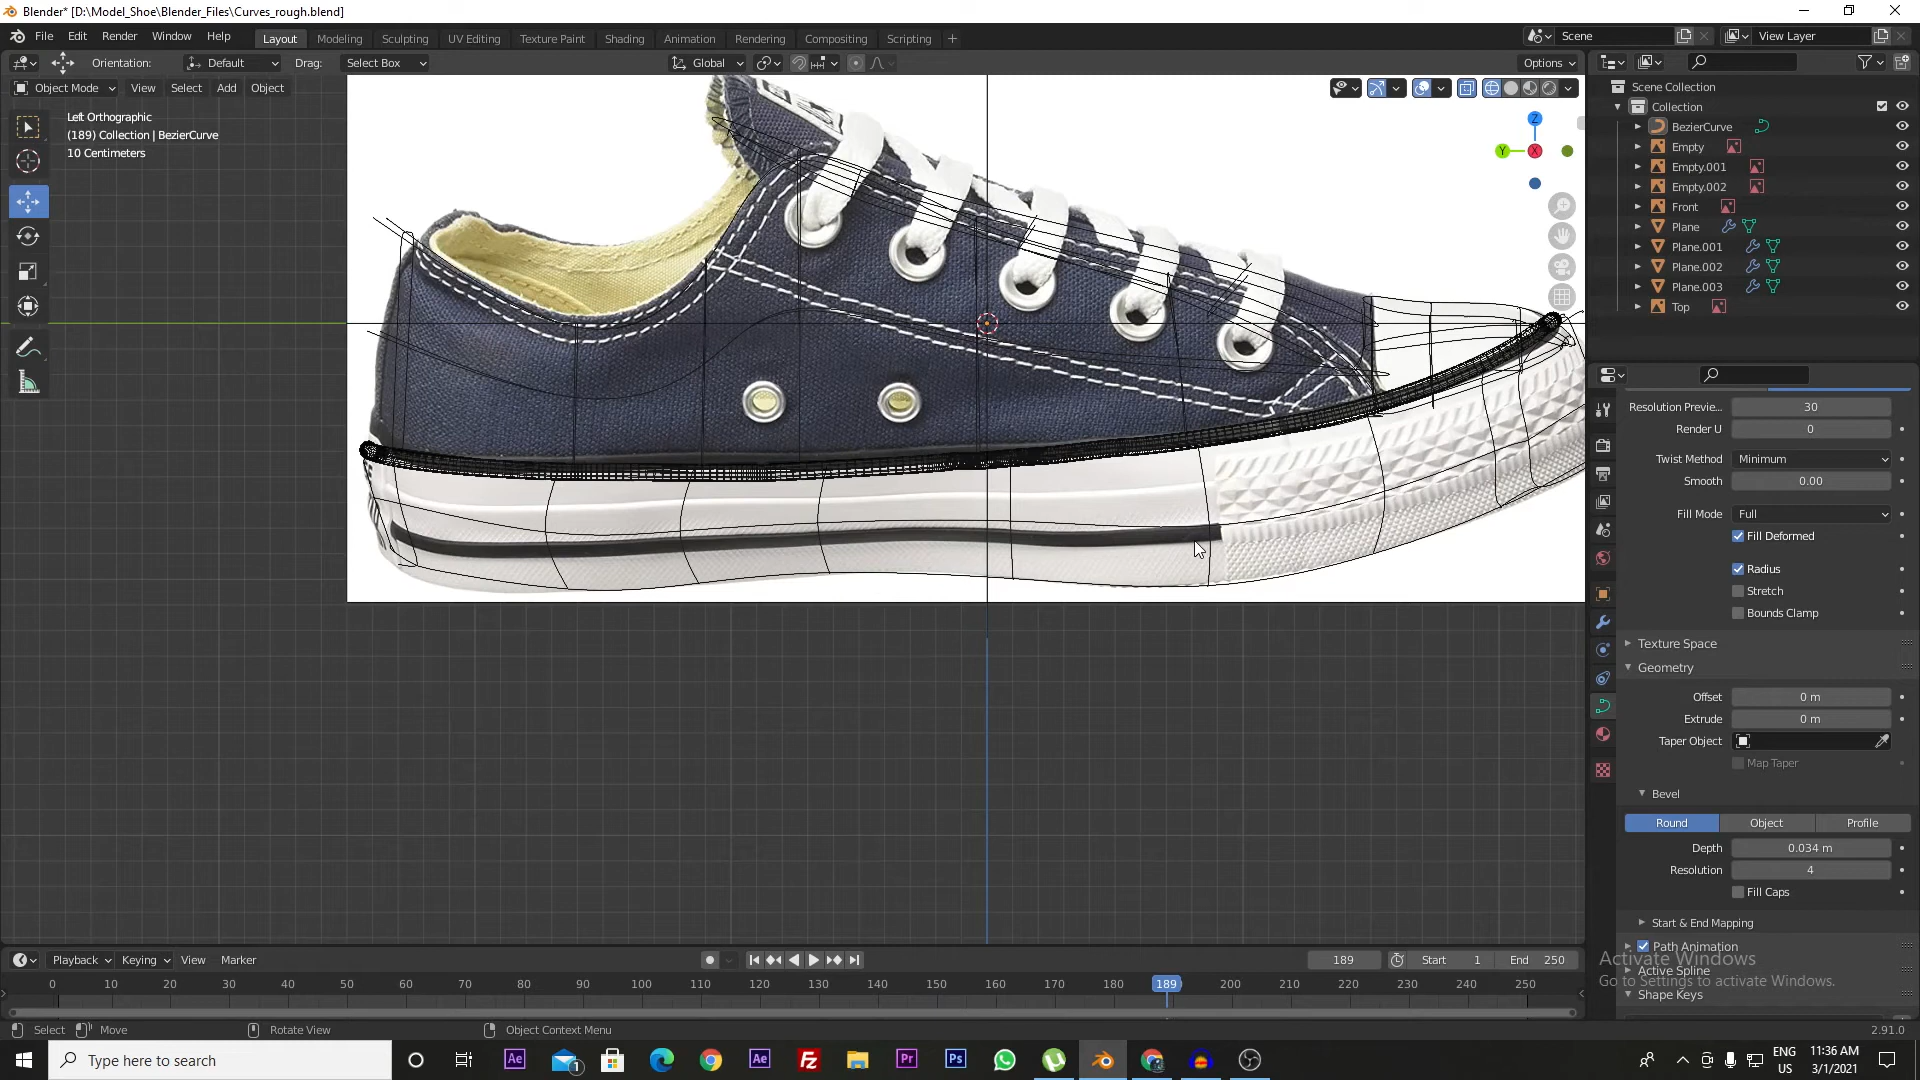 Blender* [D:\Model_Shoe\Blender_Files\Curves_rough.blend]
File Edit Render Window Help Layout Modeling Sculpting UV Editing Texture Paint Shading Animation Rendering Compositing Scripting Scene View Layer
Orientation: Default Drag: Select Box Global Options
Object Mode View Select Add Object
Left Orthographic
(189) Collection | BezierCurve
10 Centimeters
Z
Y X
Scene Collection
Collection
BezierCurve
Empty
Empty.001
Empty.002
Front
Plane
Plane.001
Plane.002
Plane.003
Top
Resolution Previe... 30
Render U 0
Twist Method Minimum
Smooth 0.00
Fill Mode Full
Fill Deformed
Radius
Stretch
Bounds Clamp
Texture Space
Geometry
Offset 0 m
Extrude 0 m
Taper Object
Map Taper
Bevel
Round Object Profile
Depth 0.034 m
Resolution 4
Fill Caps
Start & End Mapping
Path Animation
Active Spline
Shape Keys
Activate Windows
Go to Settings to activate Windows.
Playback Keying View Marker 189 Start 1 End 250
0 10 20 30 40 50 60 70 80 90 100 110 120 130 140 150 160 170 180 189 200 210 220 230 240 250
Select Move Rotate View Object Context Menu 2.91.0
Type here to search
Ae 1 Ae Fz Pr Ps
ENG
US
11:36 AM
3/1/2021